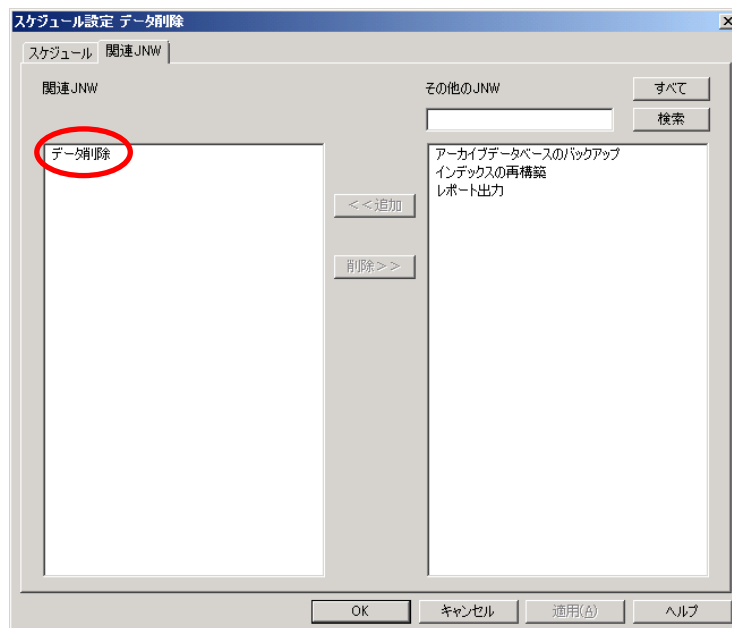 スケジュール設定 データ削除
スケジュール 関連JNW
関連JNW
その他のJNW
すべて
検索
データ削除
アーカイブデータベースのバックアップ
インデックスの再構築
レポート出力
<<追加
削除>>
OK キャンセル 適用(A) ヘルプ